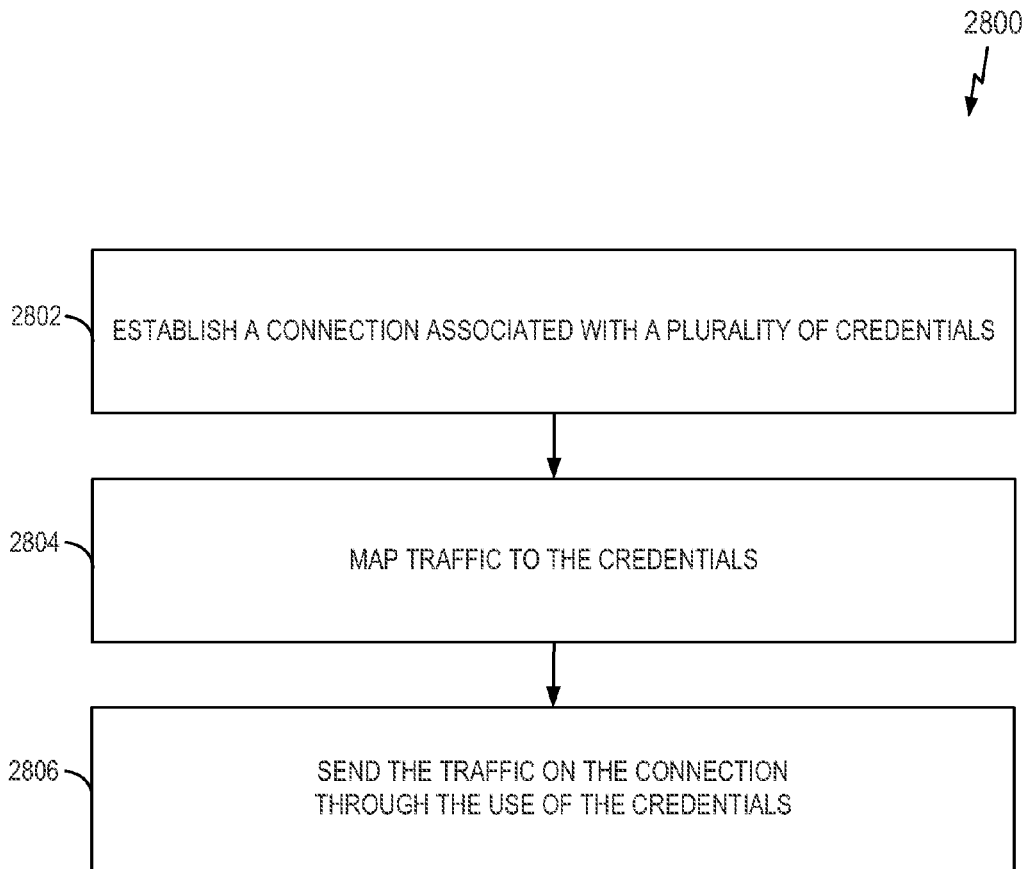 2800
2802
ESTABLISH A CONNECTION ASSOCIATED WITH A PLURALITY OF CREDENTIALS
2804
MAP TRAFFIC TO THE CREDENTIALS
2806
SEND THE TRAFFIC ON THE CONNECTION
THROUGH THE USE OF THE CREDENTIALS